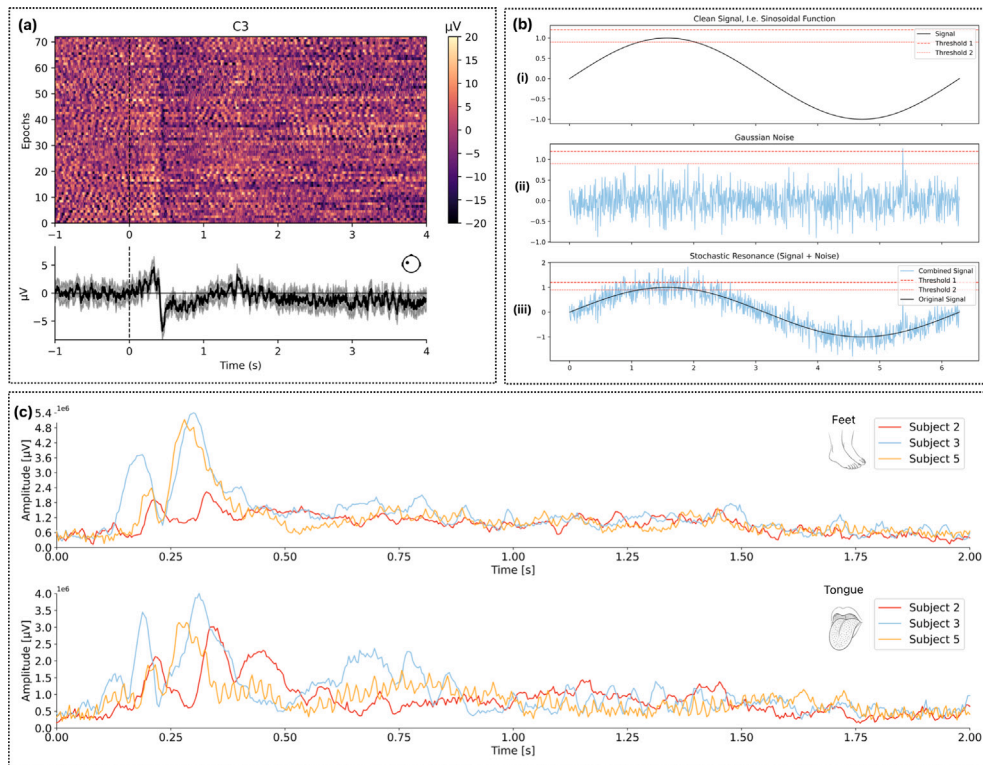 (a)
C3
µV
Epochs
70
60
50
40
30
20
10
0
20
15
10
5
0
−5
−10
−15
−20
−1 0 1 2 3 4
µV
5
0
−5
−1 0 1 2 3 4
Time (s)
(b)
Clean Signal, I.e. Sinosoidal Function
(i)
1.0
0.5
0.0
−0.5
−1.0
Signal
Threshold 1
Threshold 2
Gaussian Noise
(ii)
1.0
0.5
0.0
−0.5
−1.0
Stochastic Resonance (Signal + Noise)
(iii)
2
1
0
−1
Combined Signal
Threshold 1
Threshold 2
Original Signal
0 1 2 3 4 5 6
(c)
1e6
Amplitude [µV]
5.4
4.8
4.2
3.6
3.0
2.4
1.8
1.2
0.6
0.0
Feet
Subject 2
Subject 3
Subject 5
0.00 0.25 0.50 0.75 1.00 1.25 1.50 1.75 2.00
Time [s]
1e6
Amplitude [µV]
4.0
3.5
3.0
2.5
2.0
1.5
1.0
0.5
0.0
Tongue
Subject 2
Subject 3
Subject 5
0.00 0.25 0.50 0.75 1.00 1.25 1.50 1.75 2.00
Time [s]